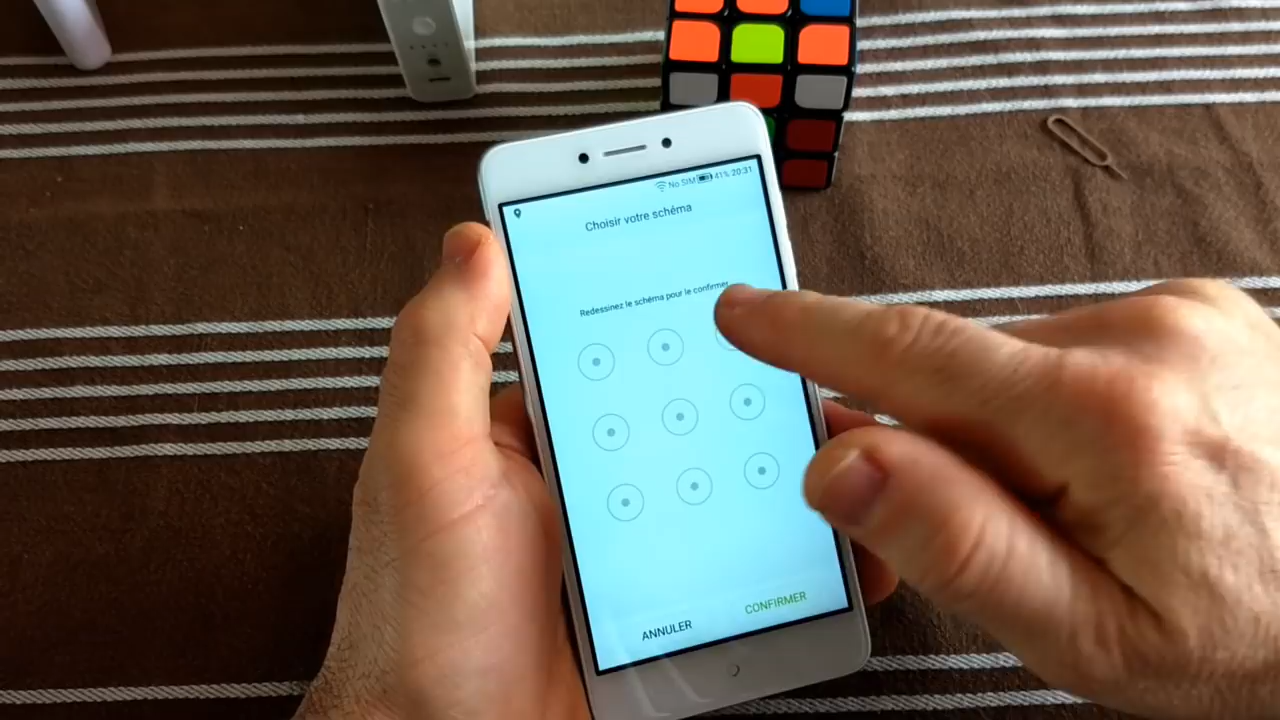 No SIM 41% 20:31
Choisir votre schéma
Redessinez le schéma pour le confirmer
ANNULER
CONFIRMER